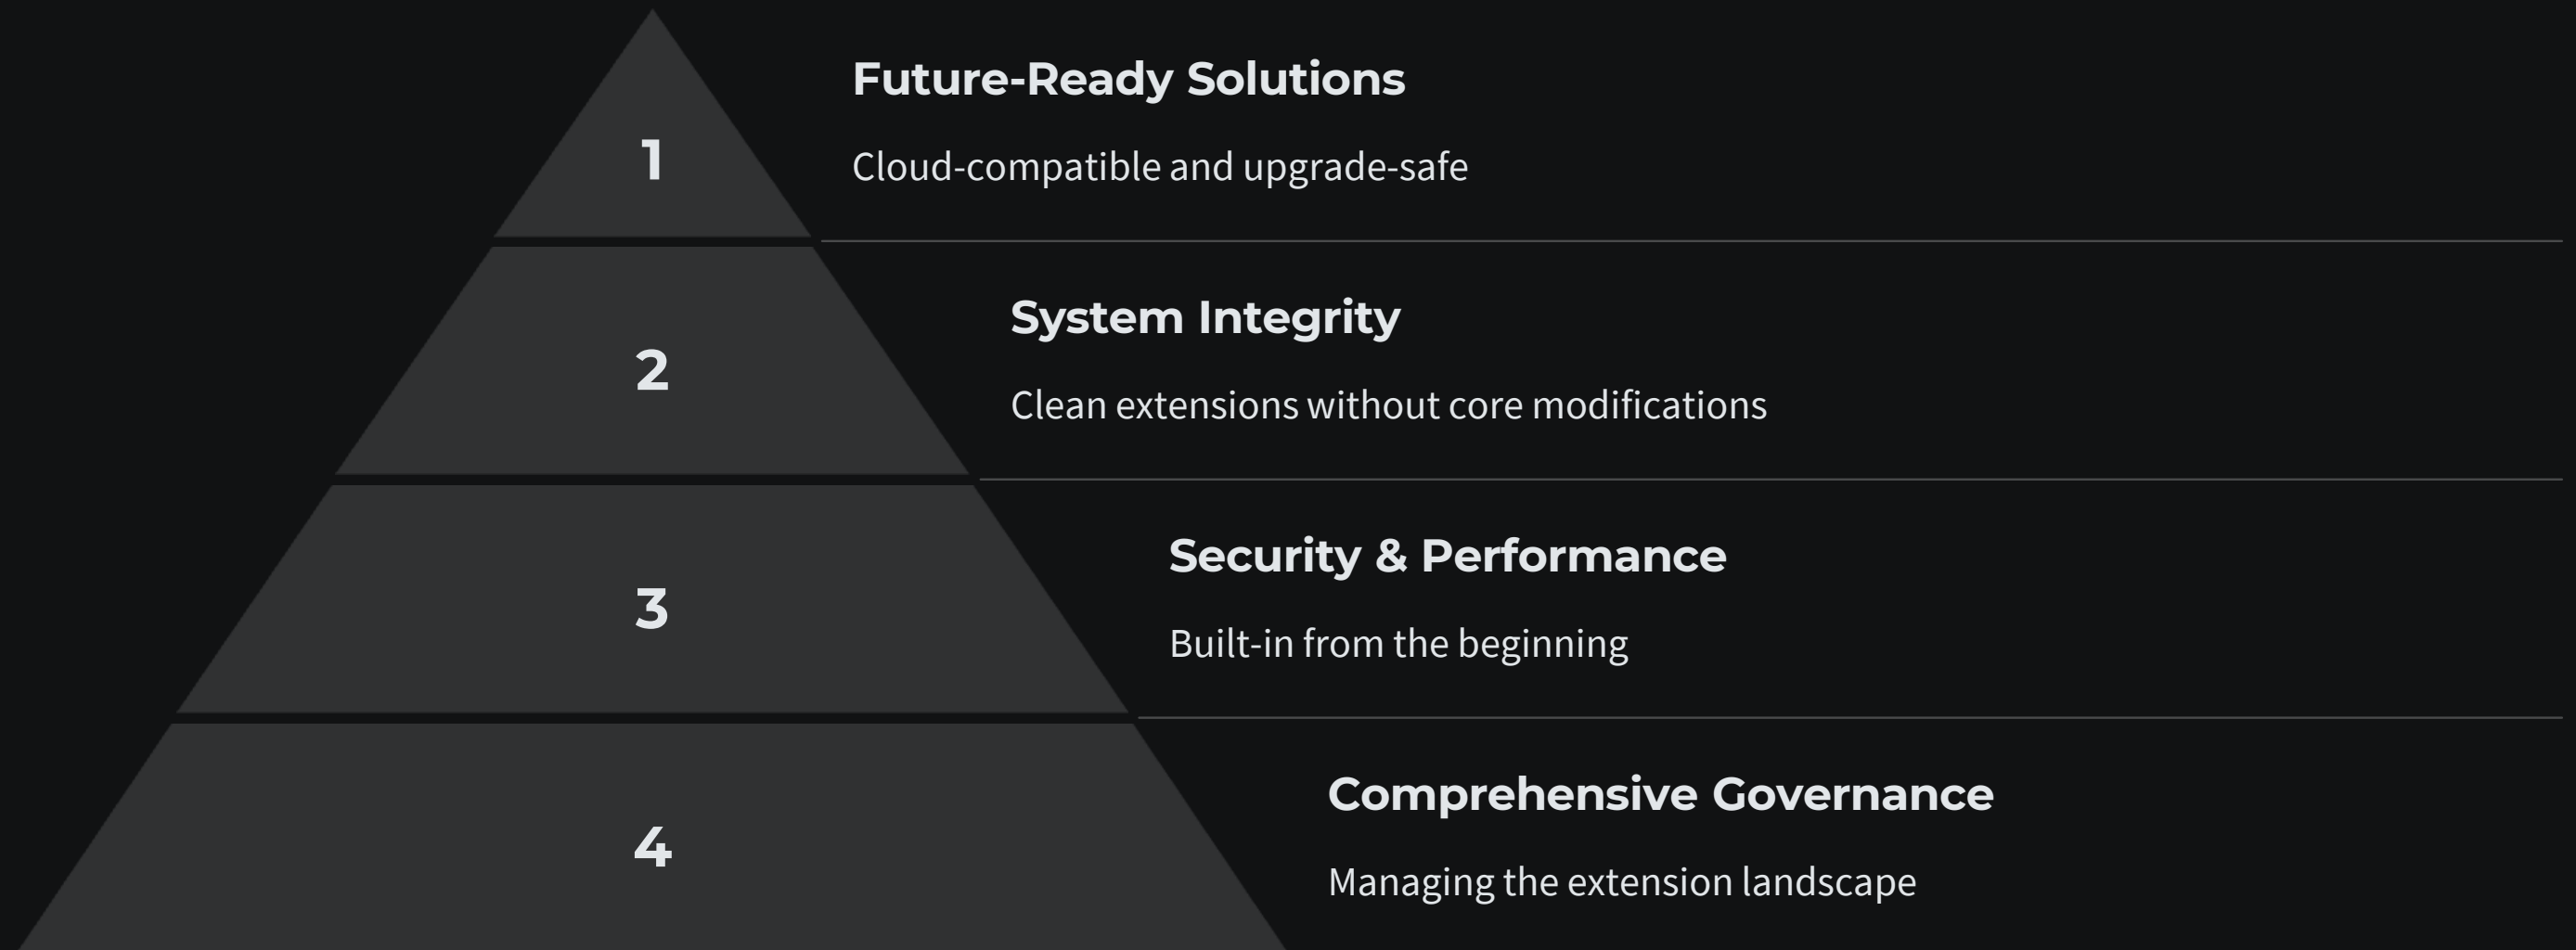 1
Future-Ready Solutions
Cloud-compatible and upgrade-safe
2
System Integrity
Clean extensions without core modifications
3
Security & Performance
Built-in from the beginning
4
Comprehensive Governance
Managing the extension landscape